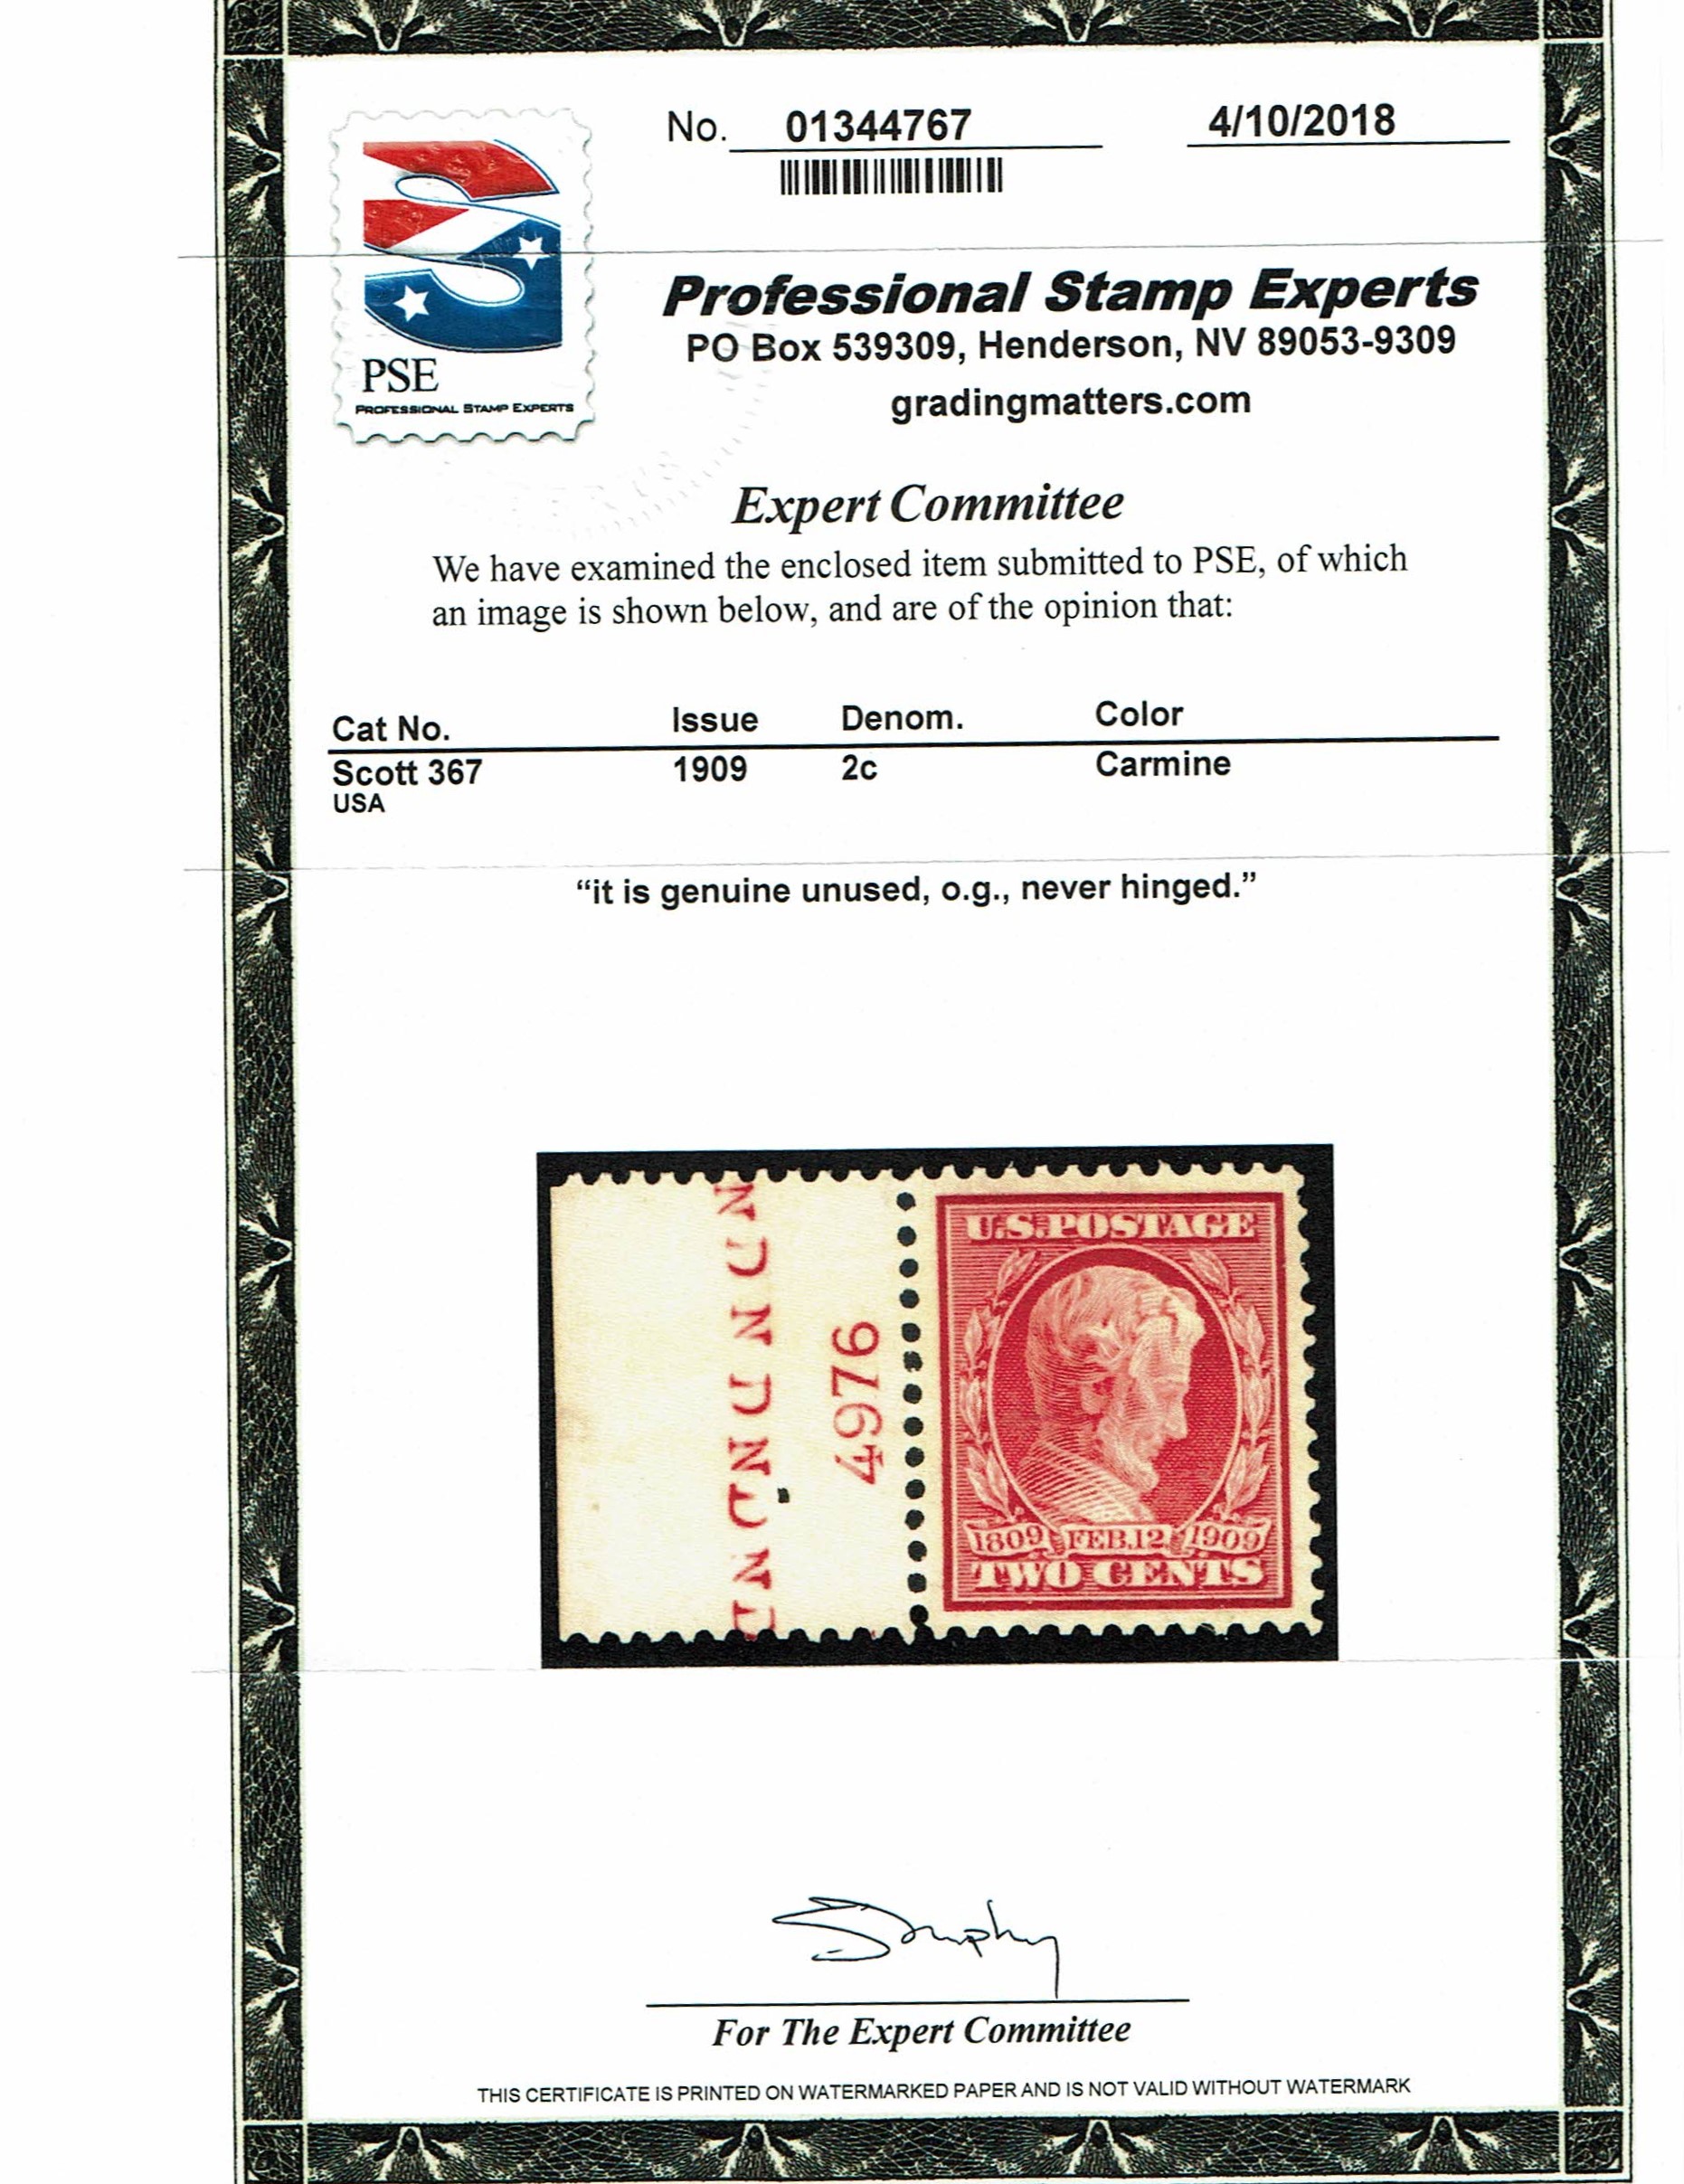 No. 01344767 4/10/2018
Professional Stamp Experts
PO Box 539309, Henderson, NV 89053-9309
gradingmatters.com
PSE
PROFESSIONAL STAMP EXPERTS
Expert Committee
We have examined the enclosed item submitted to PSE, of which
an image is shown below, and are of the opinion that:
Cat No. Issue Denom. Color
Scott 367 1909 2c Carmine
USA
“it is genuine unused, o.g., never hinged.”
4976
U.S.POSTAGE
1809 FEB.12 1909
TWO CENTS
For The Expert Committee
THIS CERTIFICATE IS PRINTED ON WATERMARKED PAPER AND IS NOT VALID WITHOUT WATERMARK